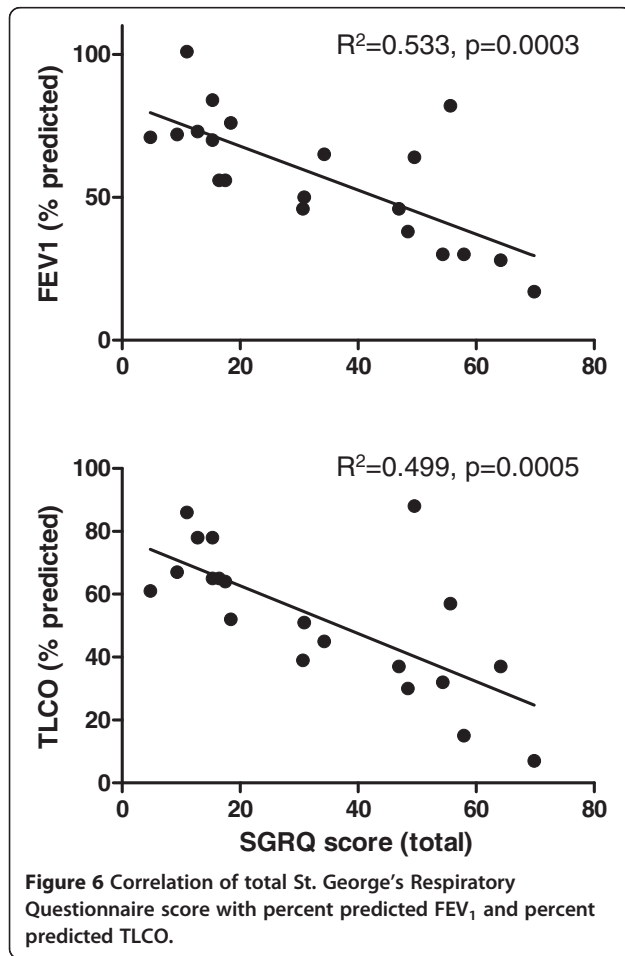 R²=0.533, p=0.0003
FEV1 (% predicted)
100
50
0
0 20 40 60 80
R²=0.499, p=0.0005
TLCO (% predicted)
100
80
60
40
20
0
0 20 40 60 80
SGRQ score (total)
Figure 6 Correlation of total St. George's Respiratory
Questionnaire score with percent predicted FEV₁ and percent
predicted TLCO.